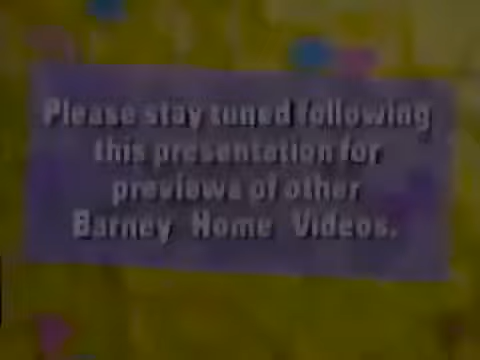 Please stay tuned following
this presentation for
previews of other
Barney Home Videos.